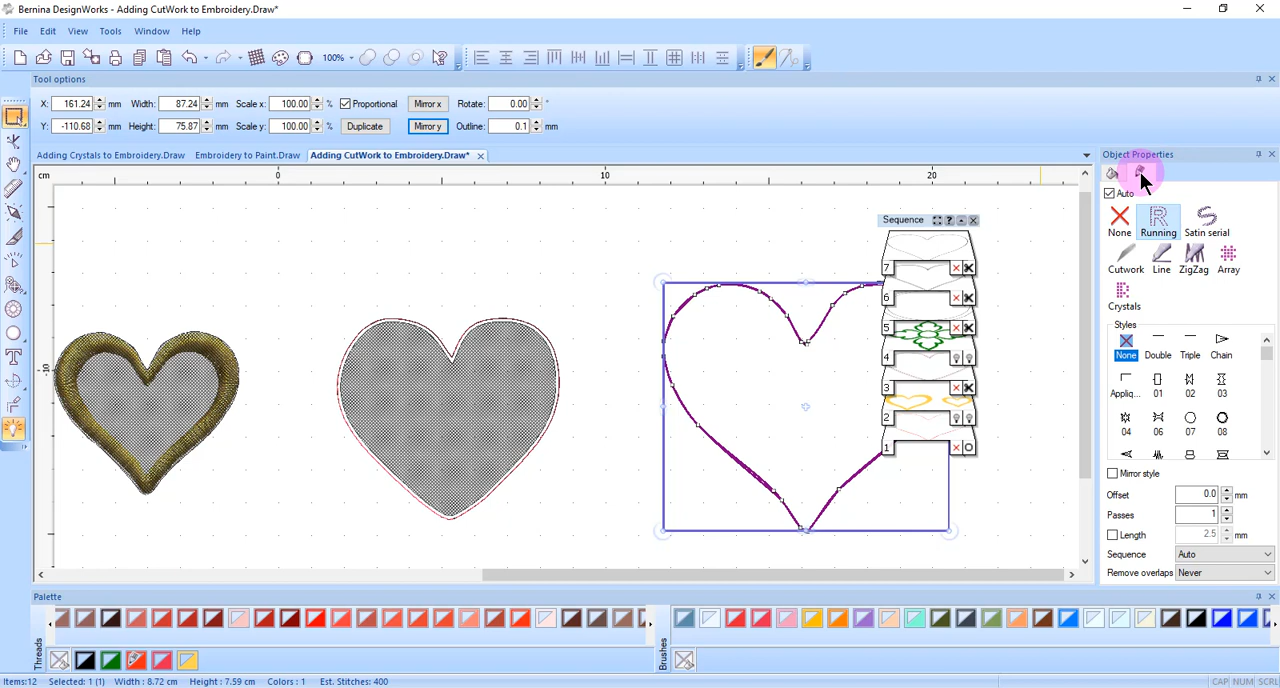 Bernina DesignWorks - Adding CutWork to Embroidery.Draw*
File Edit View Tools Window Help
100%
Tool options
X: 161.24 mm Width: 87.24 mm Scale x: 100.00 % Proportional Mirror x Rotate: 0.00 °
Y: -110.68 mm Height: 75.87 mm Scale y: 100.00 % Duplicate Mirror y Outline: 0.1 mm
Adding Crystals to Embroidery.Draw Embroidery to Paint.Draw Adding CutWork to Embroidery.Draw*
Object Properties
cm 0 10 20
Auto
None Running Satin serial
Cutwork Line ZigZag Array
Crystals
Styles
None Double Triple Chain
Appliq... 01 02 03
04 06 07 08
Mirror style
Offset 0.0 mm
Passes 1
Length 2.5 mm
Sequence Auto
Remove overlaps Never
Sequence
7
6
5
4
3
2
1
-10
Palette
Threads
Brushes
Items:12 Selected: 1 (1) Width : 8.72 cm Height : 7.59 cm Colors : 1 Est. Stitches: 400
CAP NUM SCRL